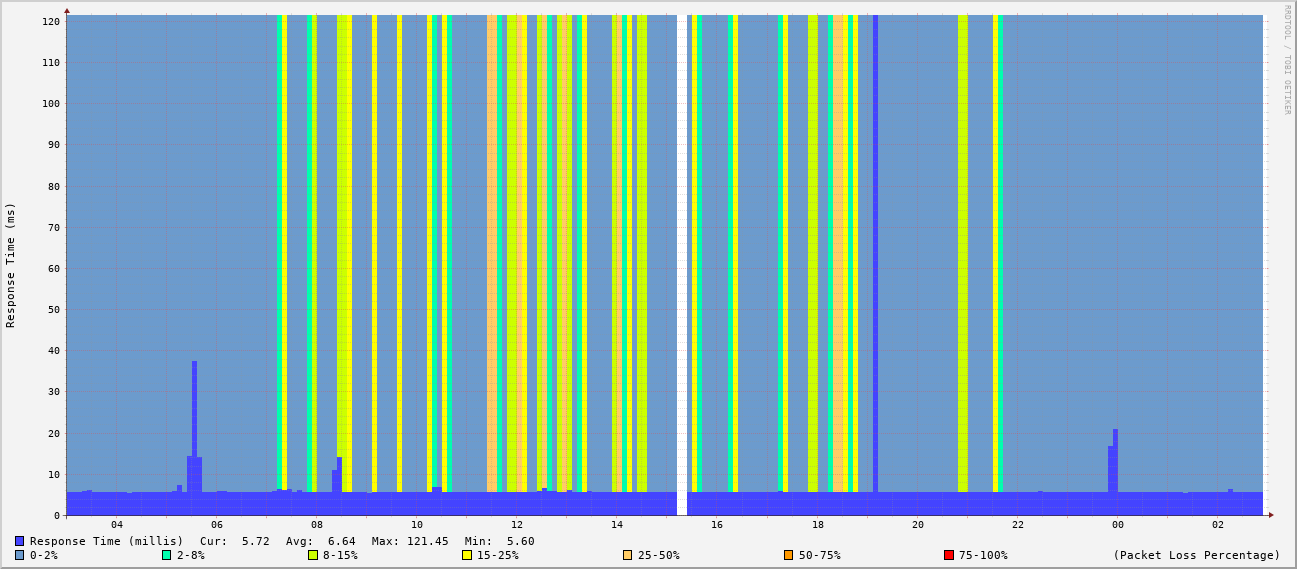 RRDTOOL / TOBI OETIKER
Response Time (ms)
120
110
100
90
80
70
60
50
40
30
20
10
0
04 06 08 10 12 14 16 18 20 22 00 02
Response Time (millis) Cur: 5.72 Avg: 6.64 Max: 121.45 Min: 5.60
0-2% 2-8% 8-15% 15-25% 25-50% 50-75% 75-100% (Packet Loss Percentage)